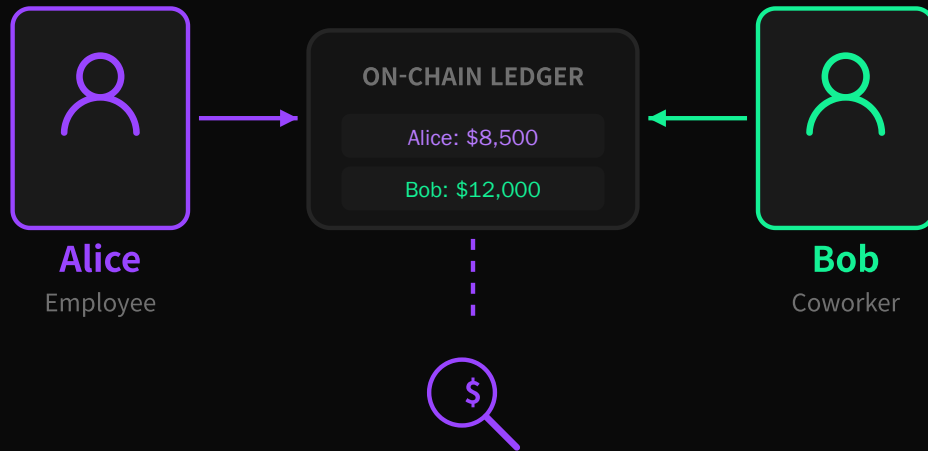 ON-CHAIN LEDGER
Alice: $8,500
Bob: $12,000
Alice
Employee
Bob
Coworker
$